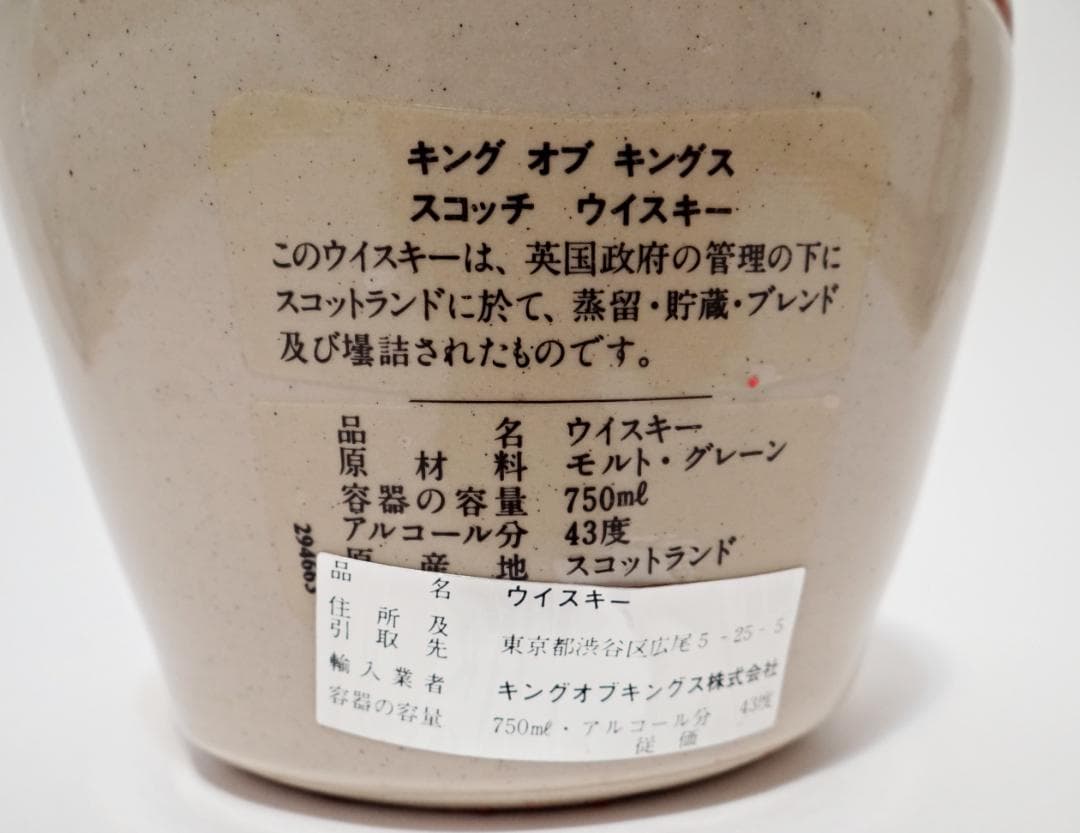 キング オブ キングス
スコッチ ウイスキー
このウイスキーは、英国政府の管理の下に
スコットランドに於て、蒸留・貯蔵・ブレンド
及び壜詰されたものです。
品名 ウイスキー
原材料 モルト・グレーン
容器の容量 750㎖
アルコール分 43度
原産地 スコットランド
294663
品名 ウイスキー
住所及
引取先 東京都渋谷区広尾5-25-5
輸入業者 キングオブキングス株式会社
容器の容量 750㎖・アルコール分 43度
従価